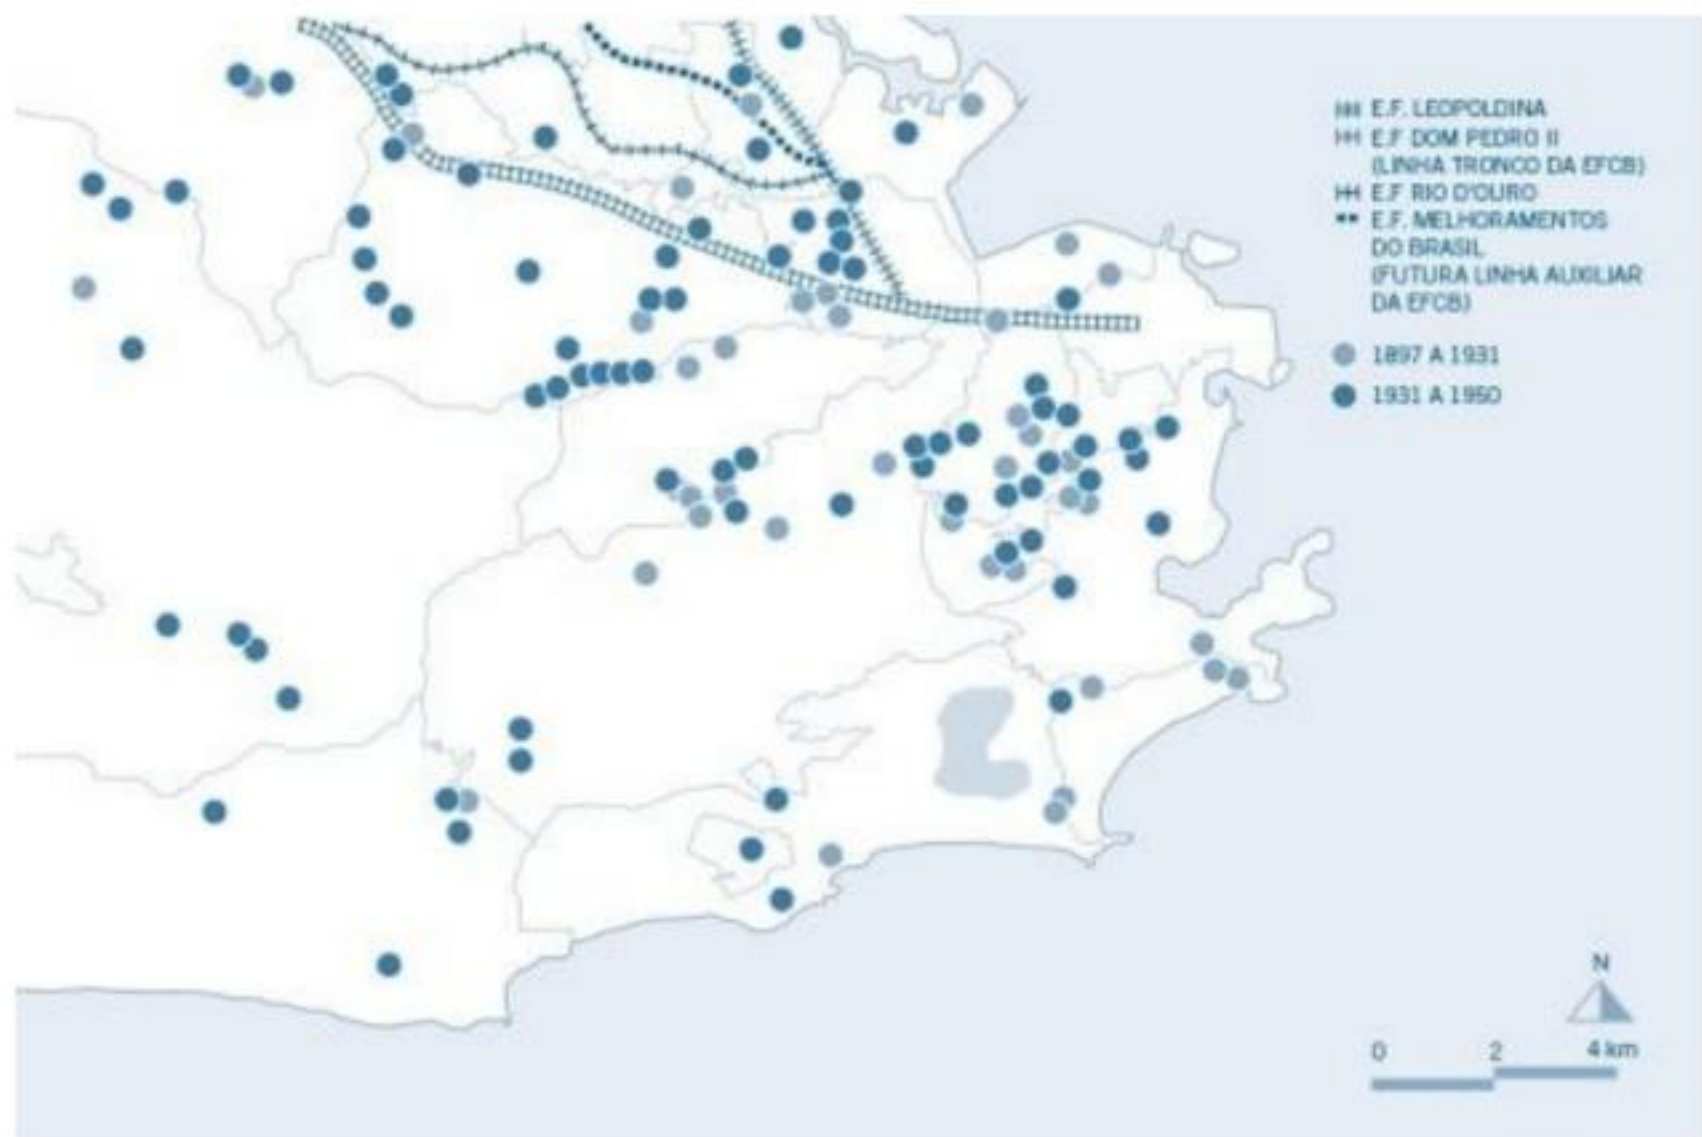 E.F. LEOPOLDINA
E.F DOM PEDRO II
(LINHA TRONCO DA EFCB)
E.F RIO D'OURO
E.F. MELHORAMENTOS
DO BRASIL
(FUTURA LINHA AUXILIAR
DA EFCB)
1897 A 1931
1931 A 1950
N
0 2 4 km